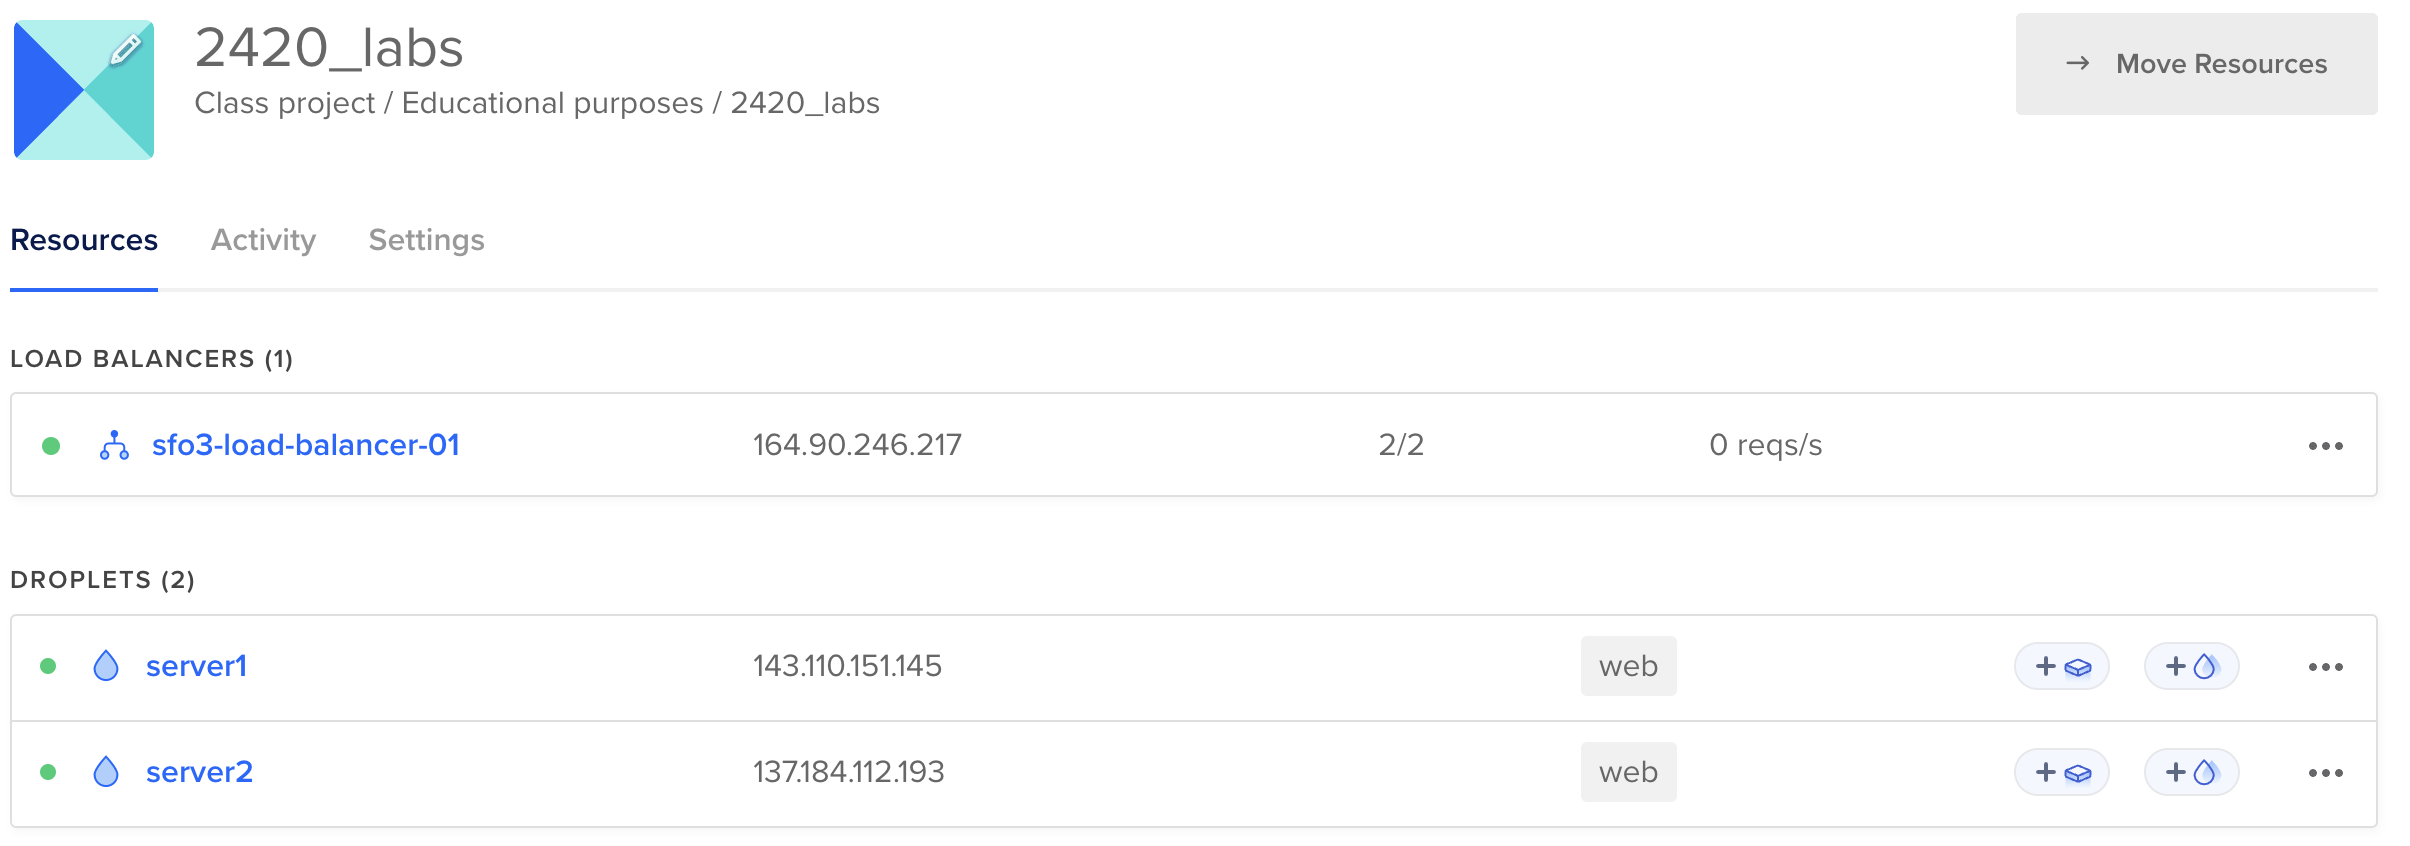 2420_labs
Class project / Educational purposes / 2420_labs
→ Move Resources
Resources Activity Settings
LOAD BALANCERS (1)
sfo3-load-balancer-01 164.90.246.217 2/2 0 reqs/s
DROPLETS (2)
server1 143.110.151.145 web
server2 137.184.112.193 web